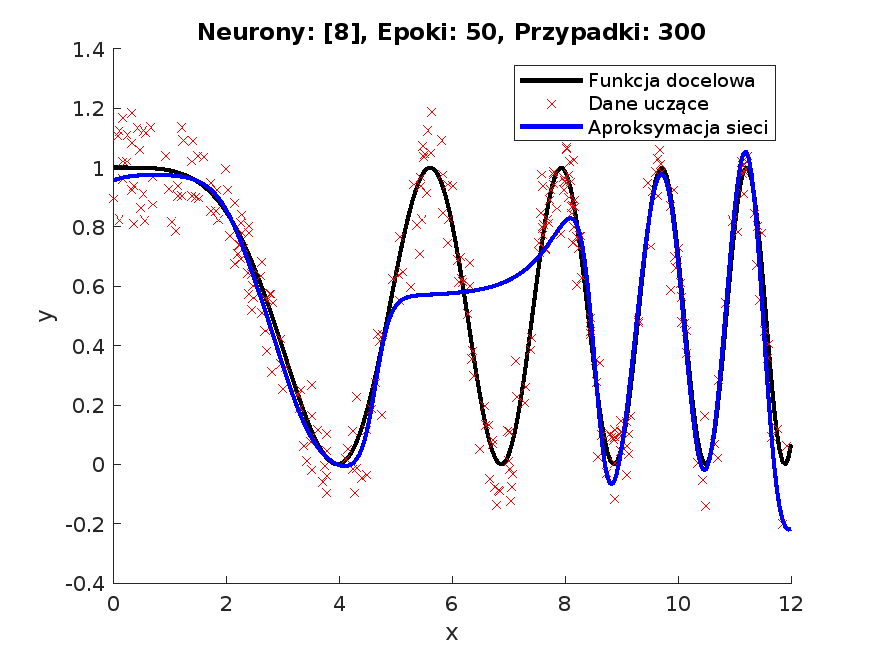 Neurony: [8], Epoki: 50, Przypadki: 300
1.4
1.2
1
0.8
0.6
0.4
0.2
0
-0.2
-0.4
y
Funkcja docelowa
Dane uczące
Aproksymacja sieci
0 2 4 6 8 10 12
x